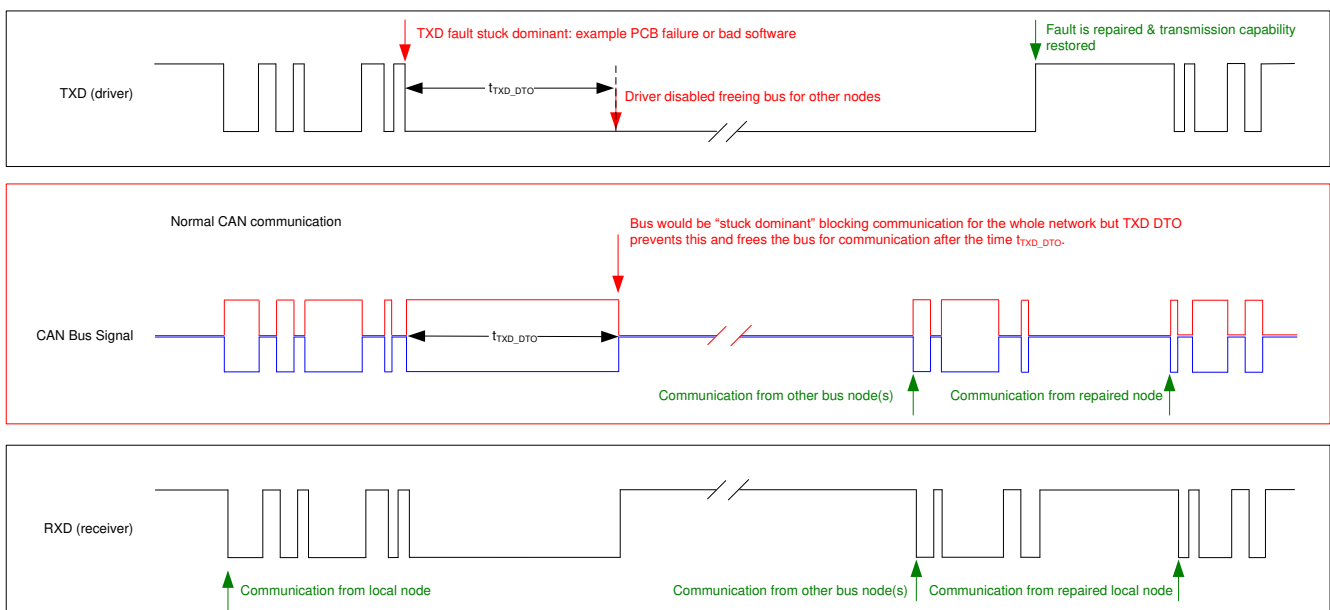 TXD fault stuck dominant: example PCB failure or bad software
Fault is repaired & transmission capability
restored
TXD (driver)
tTXD_DTO
Driver disabled freeing bus for other nodes
Normal CAN communication
Bus would be “stuck dominant” blocking communication for the whole network but TXD DTO
prevents this and frees the bus for communication after the time tTXD_DTO.
CAN Bus Signal
tTXD_DTO
Communication from other bus node(s)
Communication from repaired node
RXD (receiver)
Communication from local node
Communication from other bus node(s)
Communication from repaired local node